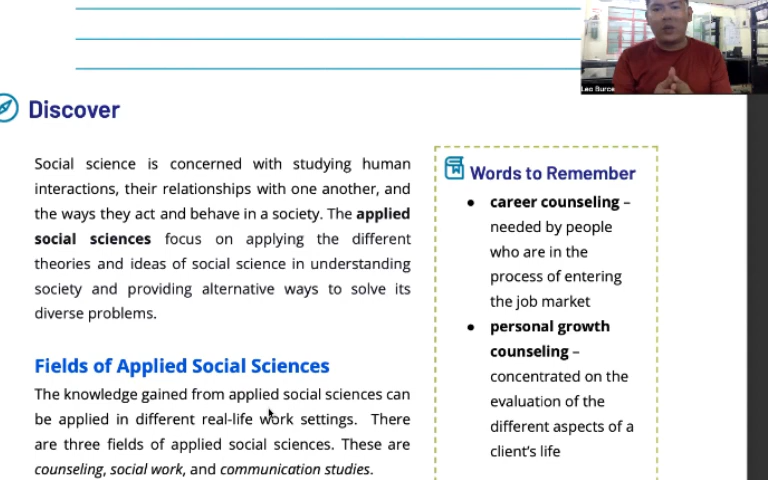 Leo Burce
Discover
Social science is concerned with studying human
interactions, their relationships with one another, and
the ways they act and behave in a society. The applied
social sciences focus on applying the different
theories and ideas of social science in understanding
society and providing alternative ways to solve its
diverse problems.
Fields of Applied Social Sciences
The knowledge gained from applied social sciences can
be applied in different real-life work settings. There
are three fields of applied social sciences. These are
counseling, social work, and communication studies.
Words to Remember
● career counseling –
needed by people
who are in the
process of entering
the job market
● personal growth
counseling –
concentrated on the
evaluation of the
different aspects of a
client's life